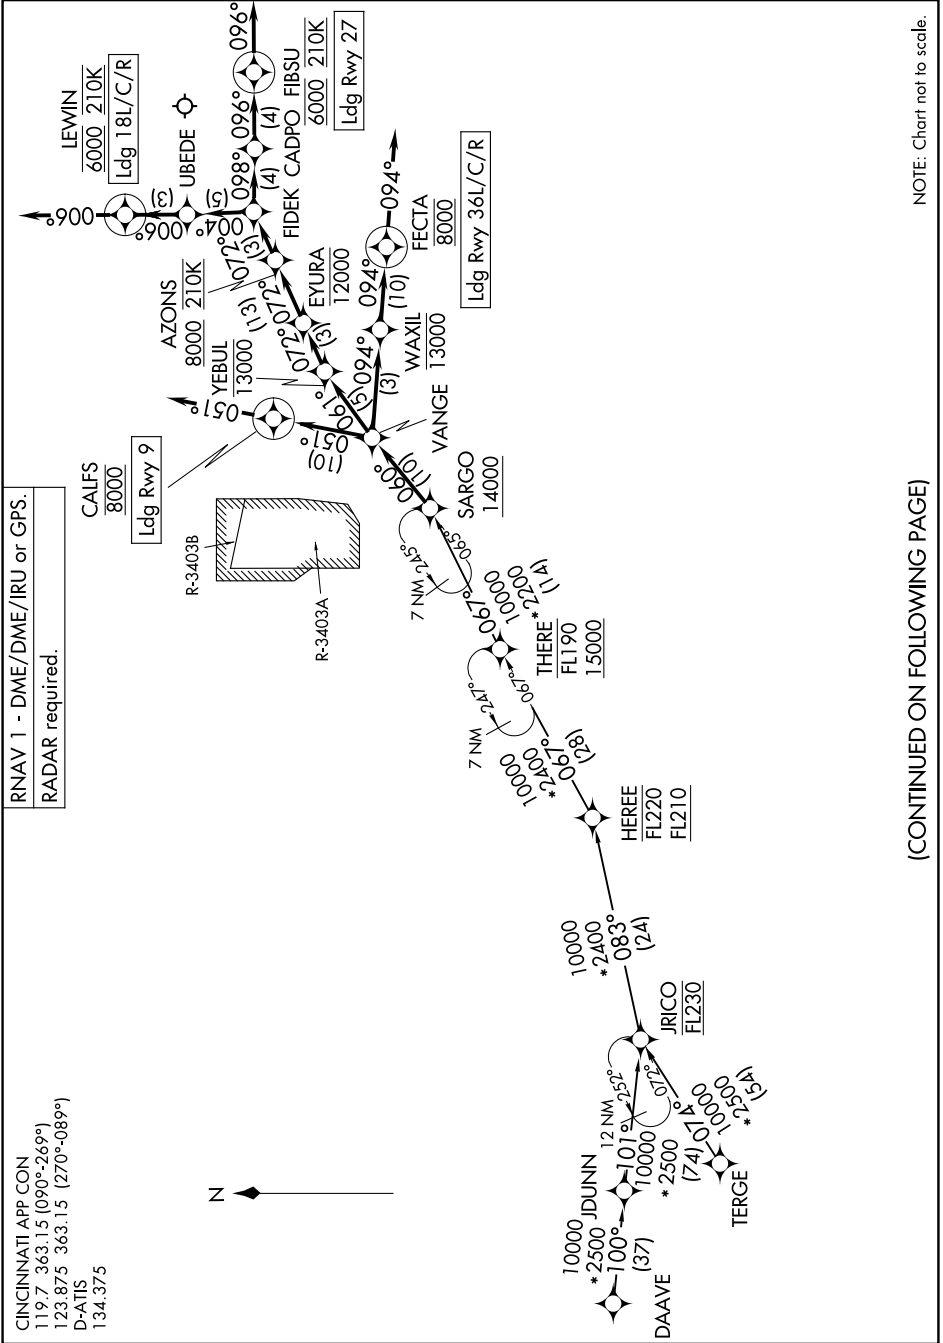 CINCINNATI APP CON
119.7 363.15 (090°-269°)
123.875 363.15 (270°-089°)
D-ATIS
134.375
RNAV 1 - DME/DME/IRU or GPS.
RADAR required.
N
LEWIN
6000 210K
Ldg 18L/C/R
006°
(3)
006°
UBEDE
(5)
004°
FIBSU
6000 210K
Ldg Rwy 27
096°
096°
(4)
CADPO
098°
(4)
FIDEK
072°
(3)
AZONS
8000 210K
072°
(13)
EYURA
12000
072°
(3)
YEBUL
13000
061°
(5)
CALFS
8000
Ldg Rwy 9
051°
051°
(10)
FECTA
8000
Ldg Rwy 36L/C/R
094°
094°
(10)
WAXIL
13000
094°
(3)
VANGE
060°
(10)
SARGO
14000
R-3403B
R-3403A
7 NM
245°
065°
067°
10000
*2200
(14)
THERE
FL190
15000
7 NM
247°
067°
10000
*2400
067°
(28)
HEREE
FL220
FL210
10000
*2400
083°
(24)
JRICO
FL230
12 NM
252°
072°
JDUNN
101°
10000
*2500
(74)
074°
10000
*2500
(54)
TERGE
10000
*2500
100°
(37)
DAAVE
NOTE: Chart not to scale.
(CONTINUED ON FOLLOWING PAGE)